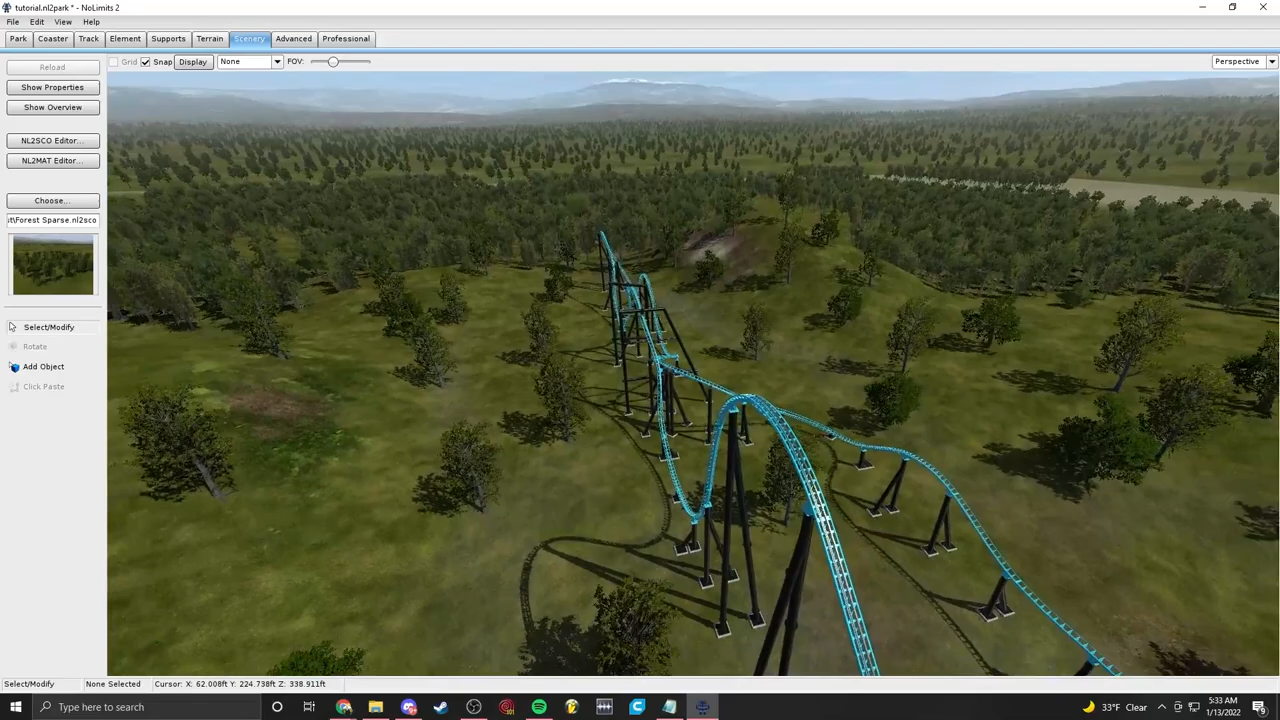 tutorial.nl2park * - NoLimits 2
File Edit View Help
Park Coaster Track Element Supports Terrain Scenery Advanced Professional
Reload Grid Snap Display None FOV: Perspective
Show Properties
Show Overview
NL2SCO Editor...
NL2MAT Editor...
Choose...
st\Forest Sparse.nl2sco
Select/Modify
Rotate
Add Object
Click Paste
Select/Modify None Selected Cursor: X: 62.008ft Y: 224.738ft Z: 338.911ft
Type here to search
33°F Clear
5:33 AM
1/13/2022